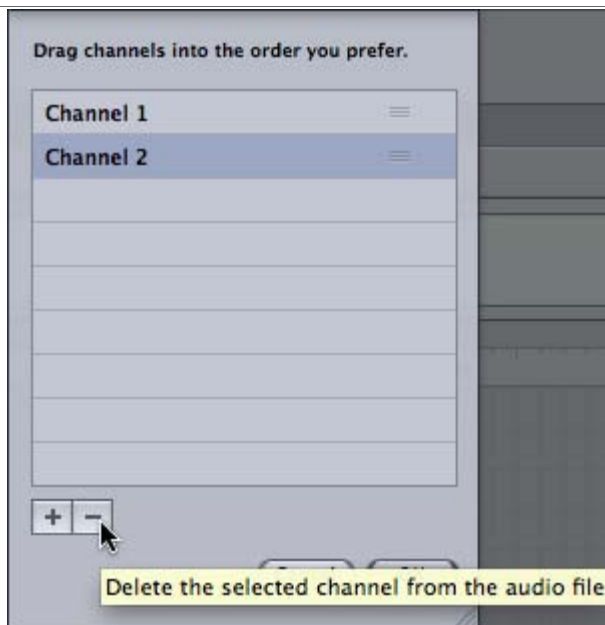 Drag channels into the order you prefer.
Channel 1
Channel 2
+ −
Delete the selected channel from the audio file